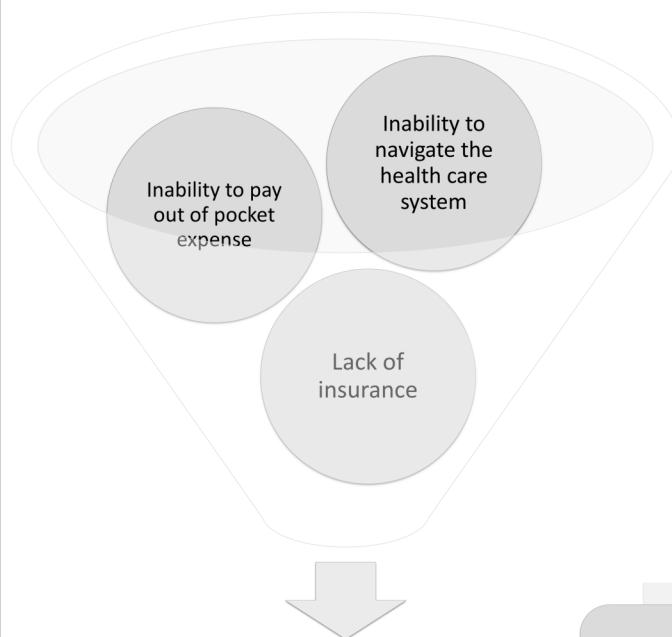 Inability to
navigate the
health care
system
Inability to pay
out of pocket
expense
Lack of
insurance